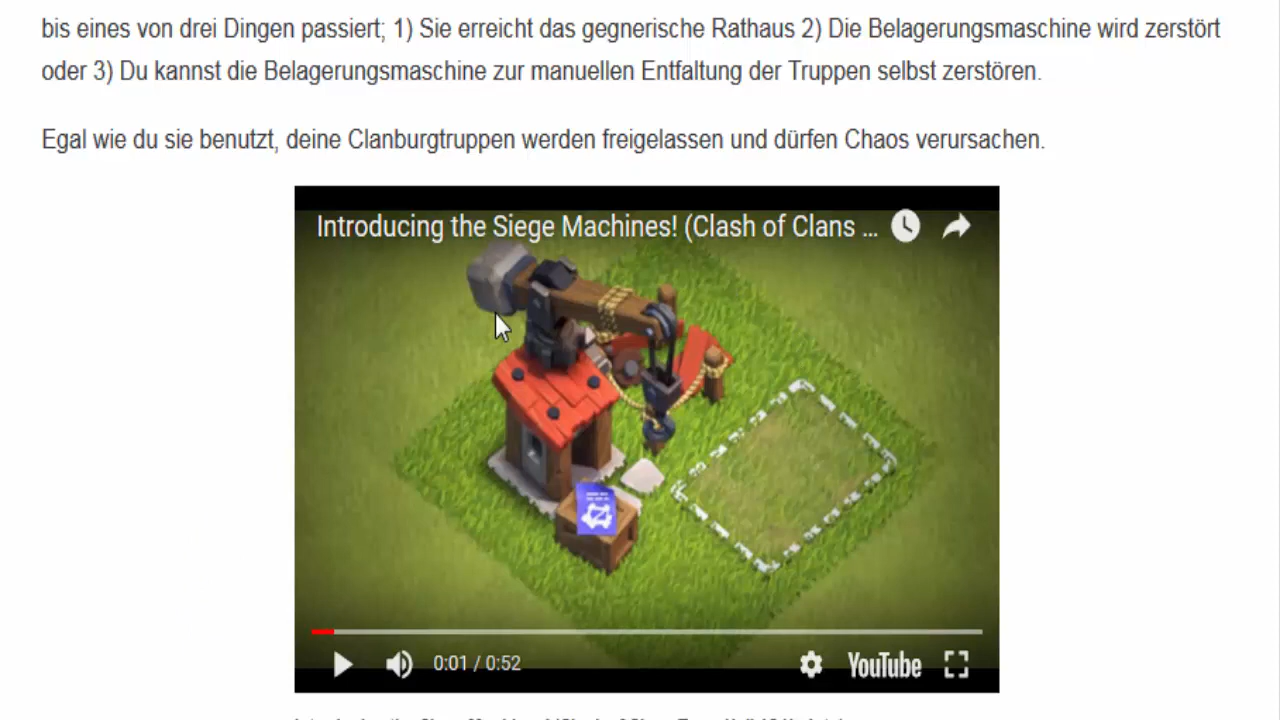 bis eines von drei Dingen passiert; 1) Sie erreicht das gegnerische Rathaus 2) Die Belagerungsmaschine wird zerstört
oder 3) Du kannst die Belagerungsmaschine zur manuellen Entfaltung der Truppen selbst zerstören.
Egal wie du sie benutzt, deine Clanburgtruppen werden freigelassen und dürfen Chaos verursachen.
Introducing the Siege Machines! (Clash of Clans ...
0:01 / 0:52
YouTube